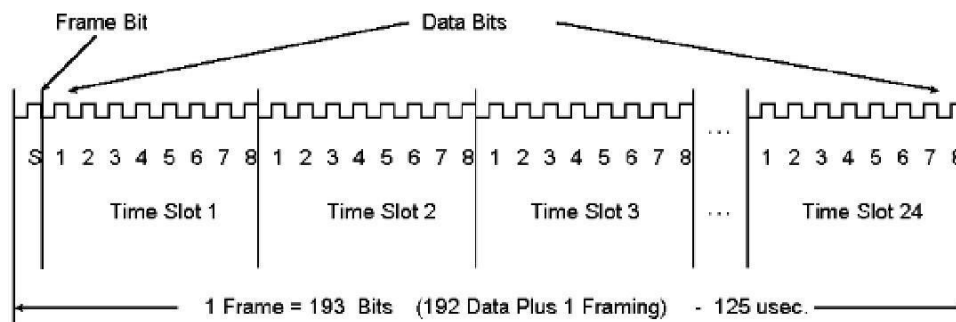 Frame Bit Data Bits
S 1 2 3 4 5 6 7 8 1 2 3 4 5 6 7 8 1 2 3 4 5 6 7 8 ... 1 2 3 4 5 6 7 8
Time Slot 1 Time Slot 2 Time Slot 3 ... Time Slot 24
1 Frame = 193 Bits (192 Data Plus 1 Framing) - 125 usec.